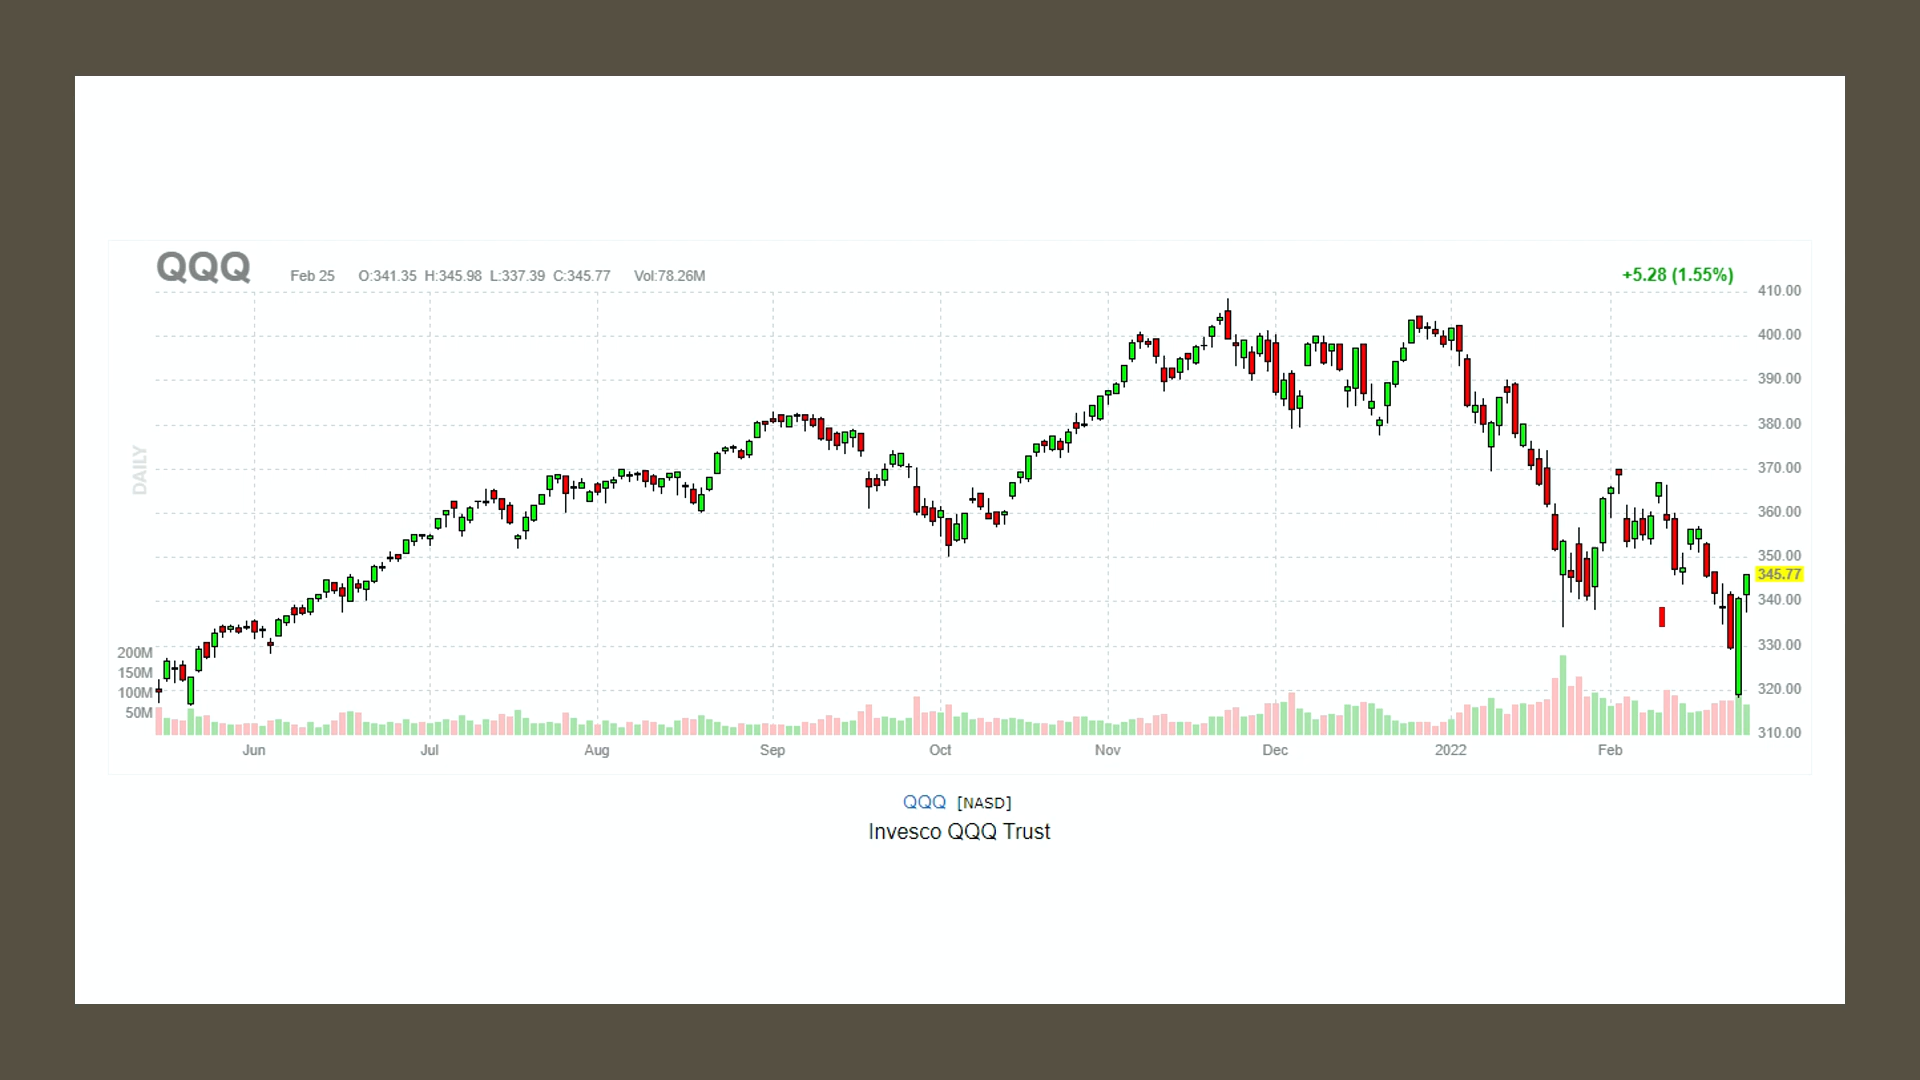 QQQ Feb 25 O:341.35 H:345.98 L:337.39 C:345.77 Vol:78.26M +5.28 (1.55%)
410.00
400.00
390.00
380.00
370.00
360.00
350.00
345.77
340.00
330.00
320.00
310.00
DAILY
200M
150M
100M
50M
Jun Jul Aug Sep Oct Nov Dec 2022 Feb
QQQ [NASD]
Invesco QQQ Trust